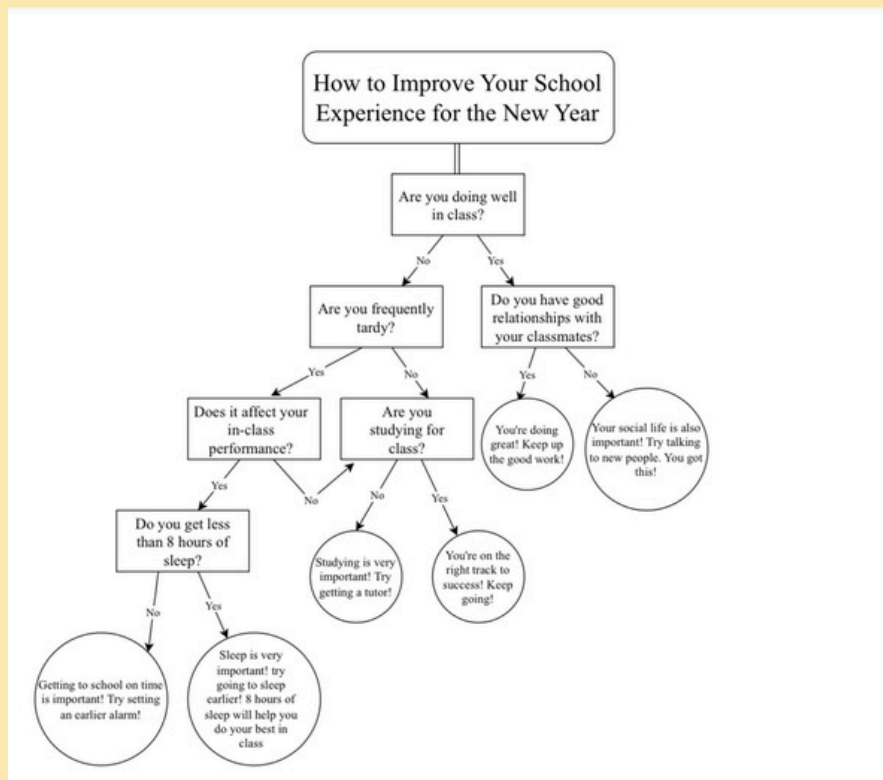 How to Improve Your School
Experience for the New Year
Are you doing well
in class?
No
Yes
Are you frequently
tardy?
Do you have good
relationships with
your classmates?
Yes
No
Yes
No
Does it affect your
in-class
performance?
Are you
studying for
class?
You're doing
great! Keep up
the good work!
Your social life is also
important! Try talking
to new people. You got
this!
Yes
No
No
Yes
Do you get less
than 8 hours of
sleep?
Studying is very
important! Try
getting a tutor!
You're on the
right track to
success! Keep
going!
No
Yes
Getting to school on time
is important! Try setting
an earlier alarm!
Sleep is very
important! try
going to sleep
earlier! 8 hours of
sleep will help you
do your best in
class